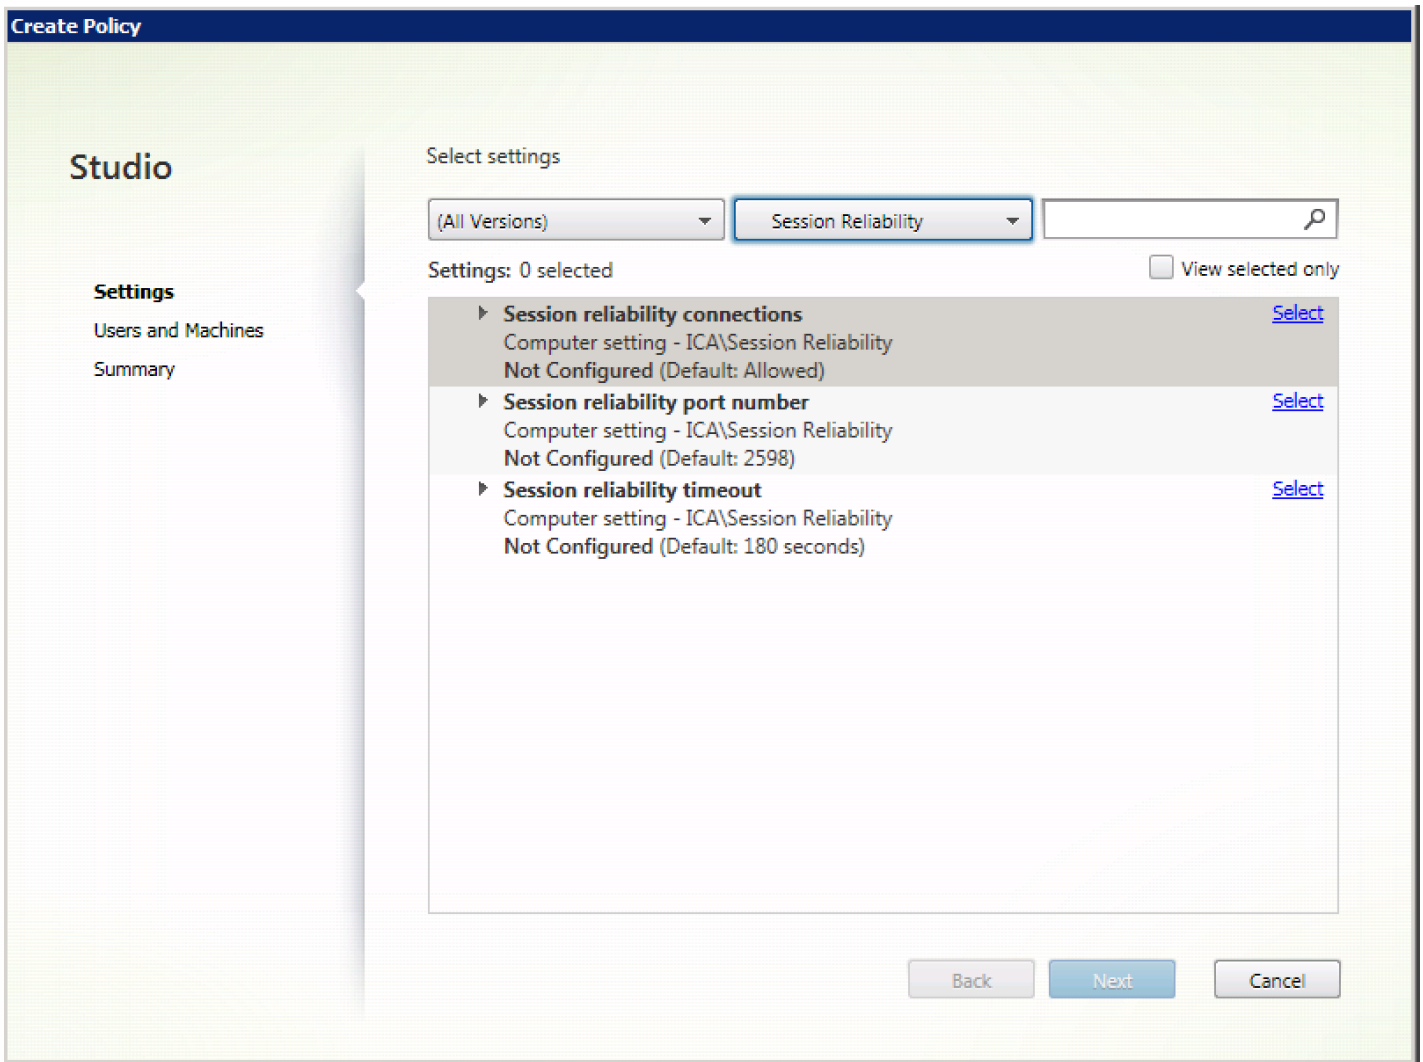 Create Policy
Studio
Settings
Users and Machines
Summary
Select settings
(All Versions)
Session Reliability
Settings: 0 selected
View selected only
Session reliability connections
Select
Computer setting - ICA\Session Reliability
Not Configured (Default: Allowed)
Session reliability port number
Select
Computer setting - ICA\Session Reliability
Not Configured (Default: 2598)
Session reliability timeout
Select
Computer setting - ICA\Session Reliability
Not Configured (Default: 180 seconds)
Back
Next
Cancel